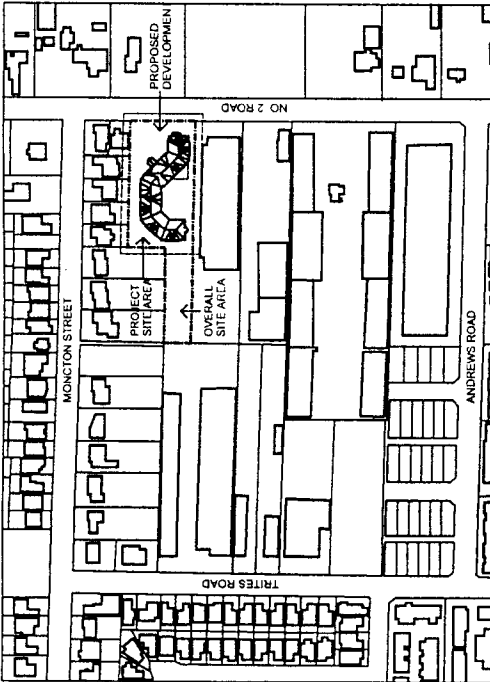 PROPOSED
DEVELOPMEN
NO 2 ROAD
MONCTON STREET
PROJECT
SITE AREA
OVERALL
SITE AREA
ANDREWS ROAD
TRITES ROAD